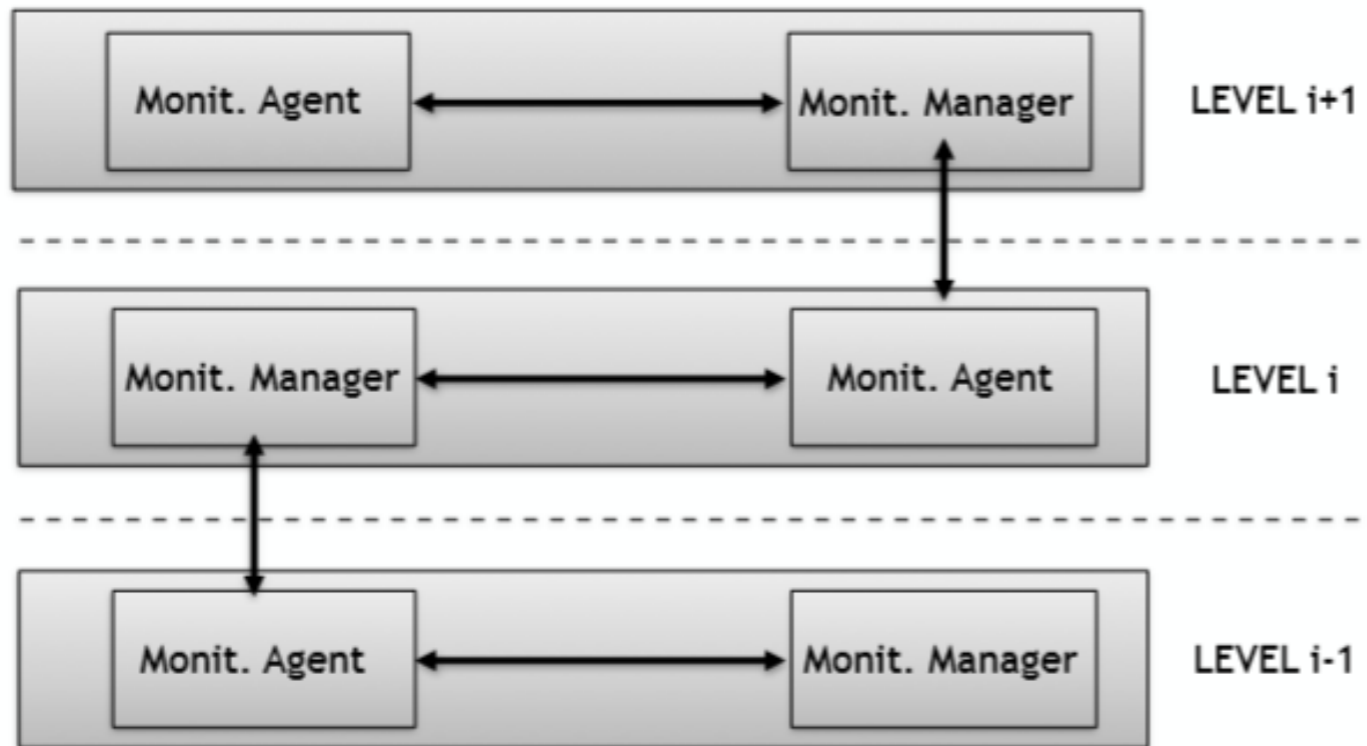 Monit. Agent
Monit. Manager
LEVEL i+1
Monit. Manager
Monit. Agent
LEVEL i
Monit. Agent
Monit. Manager
LEVEL i-1